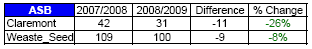 ASB 2007/2008 2008/2009 Difference % Change
Claremont 42 31 -11 -26%
Weaste_Seed 109 100 -9 -8%